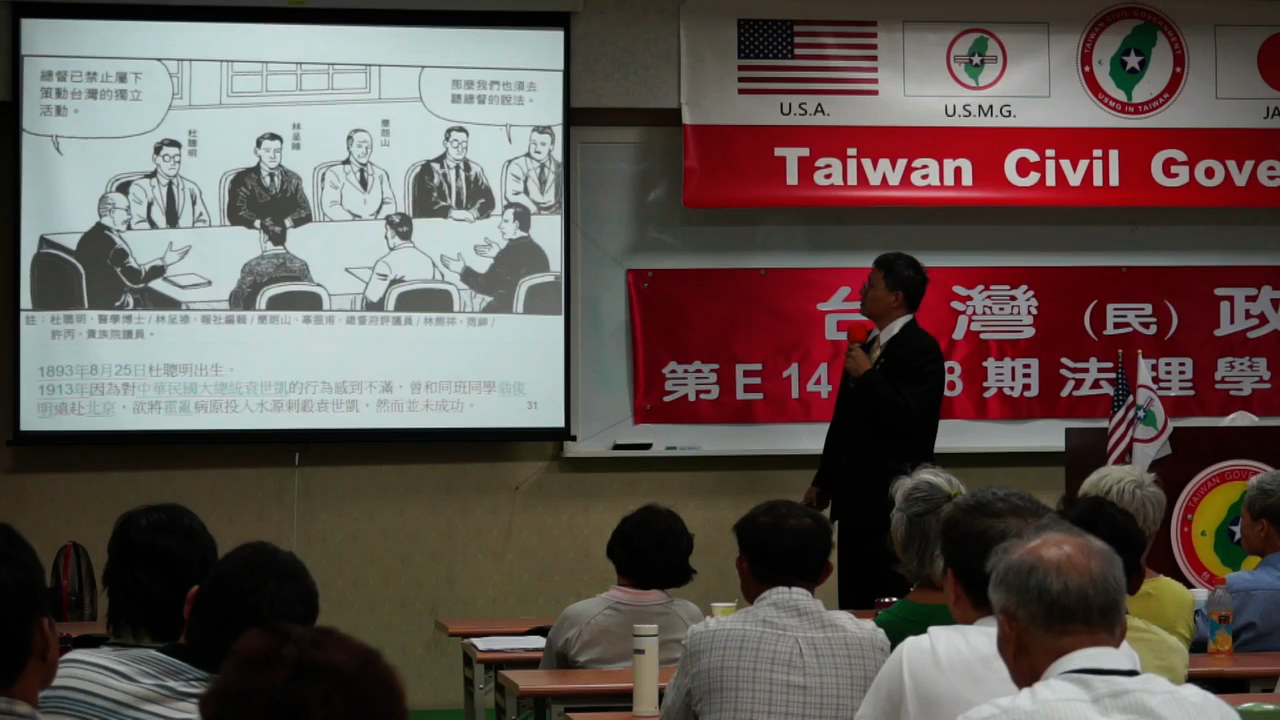 總督已禁止屬下
策動台灣的獨立
活動。
那麼我們也須去
聽總督的說法。
杜聰明
林呈祿
簡朗山
註：杜聰明，醫學博士/林呈祿，報社編輯/簡朗山、辜振甫，總督府評議員/林熊祥，商紳/
許丙，貴族院議員。
1893年8月25日杜聰明出生。
1913年因為對中華民國大總統袁世凱的行為感到不滿，曾和同班同學翁俊
明遠赴北京，欲將霍亂病原投入水源刺殺袁世凱，然而並未成功。
31
U.S.A.
U.S.M.G.
JA
TAIWAN CIVIL GOVERNMENT
USMG IN TAIWAN
Taiwan Civil Gove
台灣（民）政
第E14 8期法理學
TAIWAN GOVE